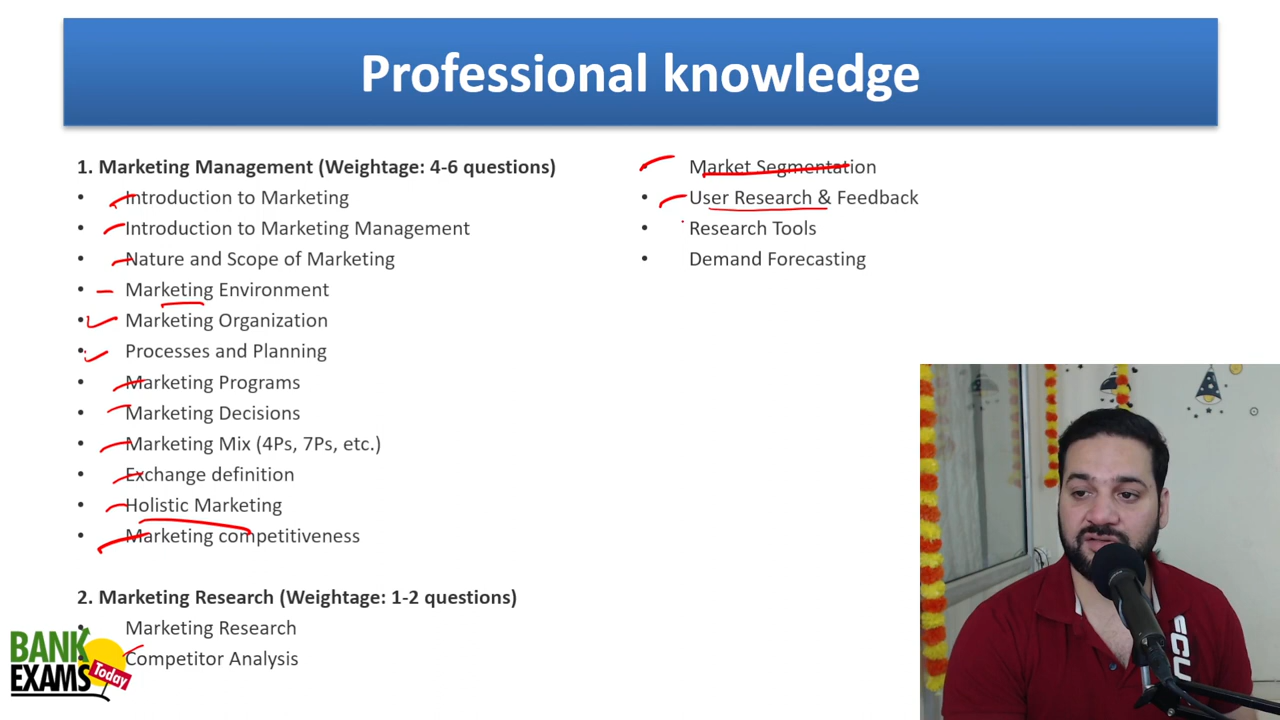 Professional knowledge
1. Marketing Management (Weightage: 4-6 questions)
• Introduction to Marketing
• Introduction to Marketing Management
• Nature and Scope of Marketing
• Marketing Environment
• Marketing Organization
• Processes and Planning
• Marketing Programs
• Marketing Decisions
• Marketing Mix (4Ps, 7Ps, etc.)
• Exchange definition
• Holistic Marketing
• Marketing competitiveness
2. Marketing Research (Weightage: 1-2 questions)
• Marketing Research
• Competitor Analysis
• Market Segmentation
• User Research & Feedback
• Research Tools
• Demand Forecasting
BANK
EXAMS
Today